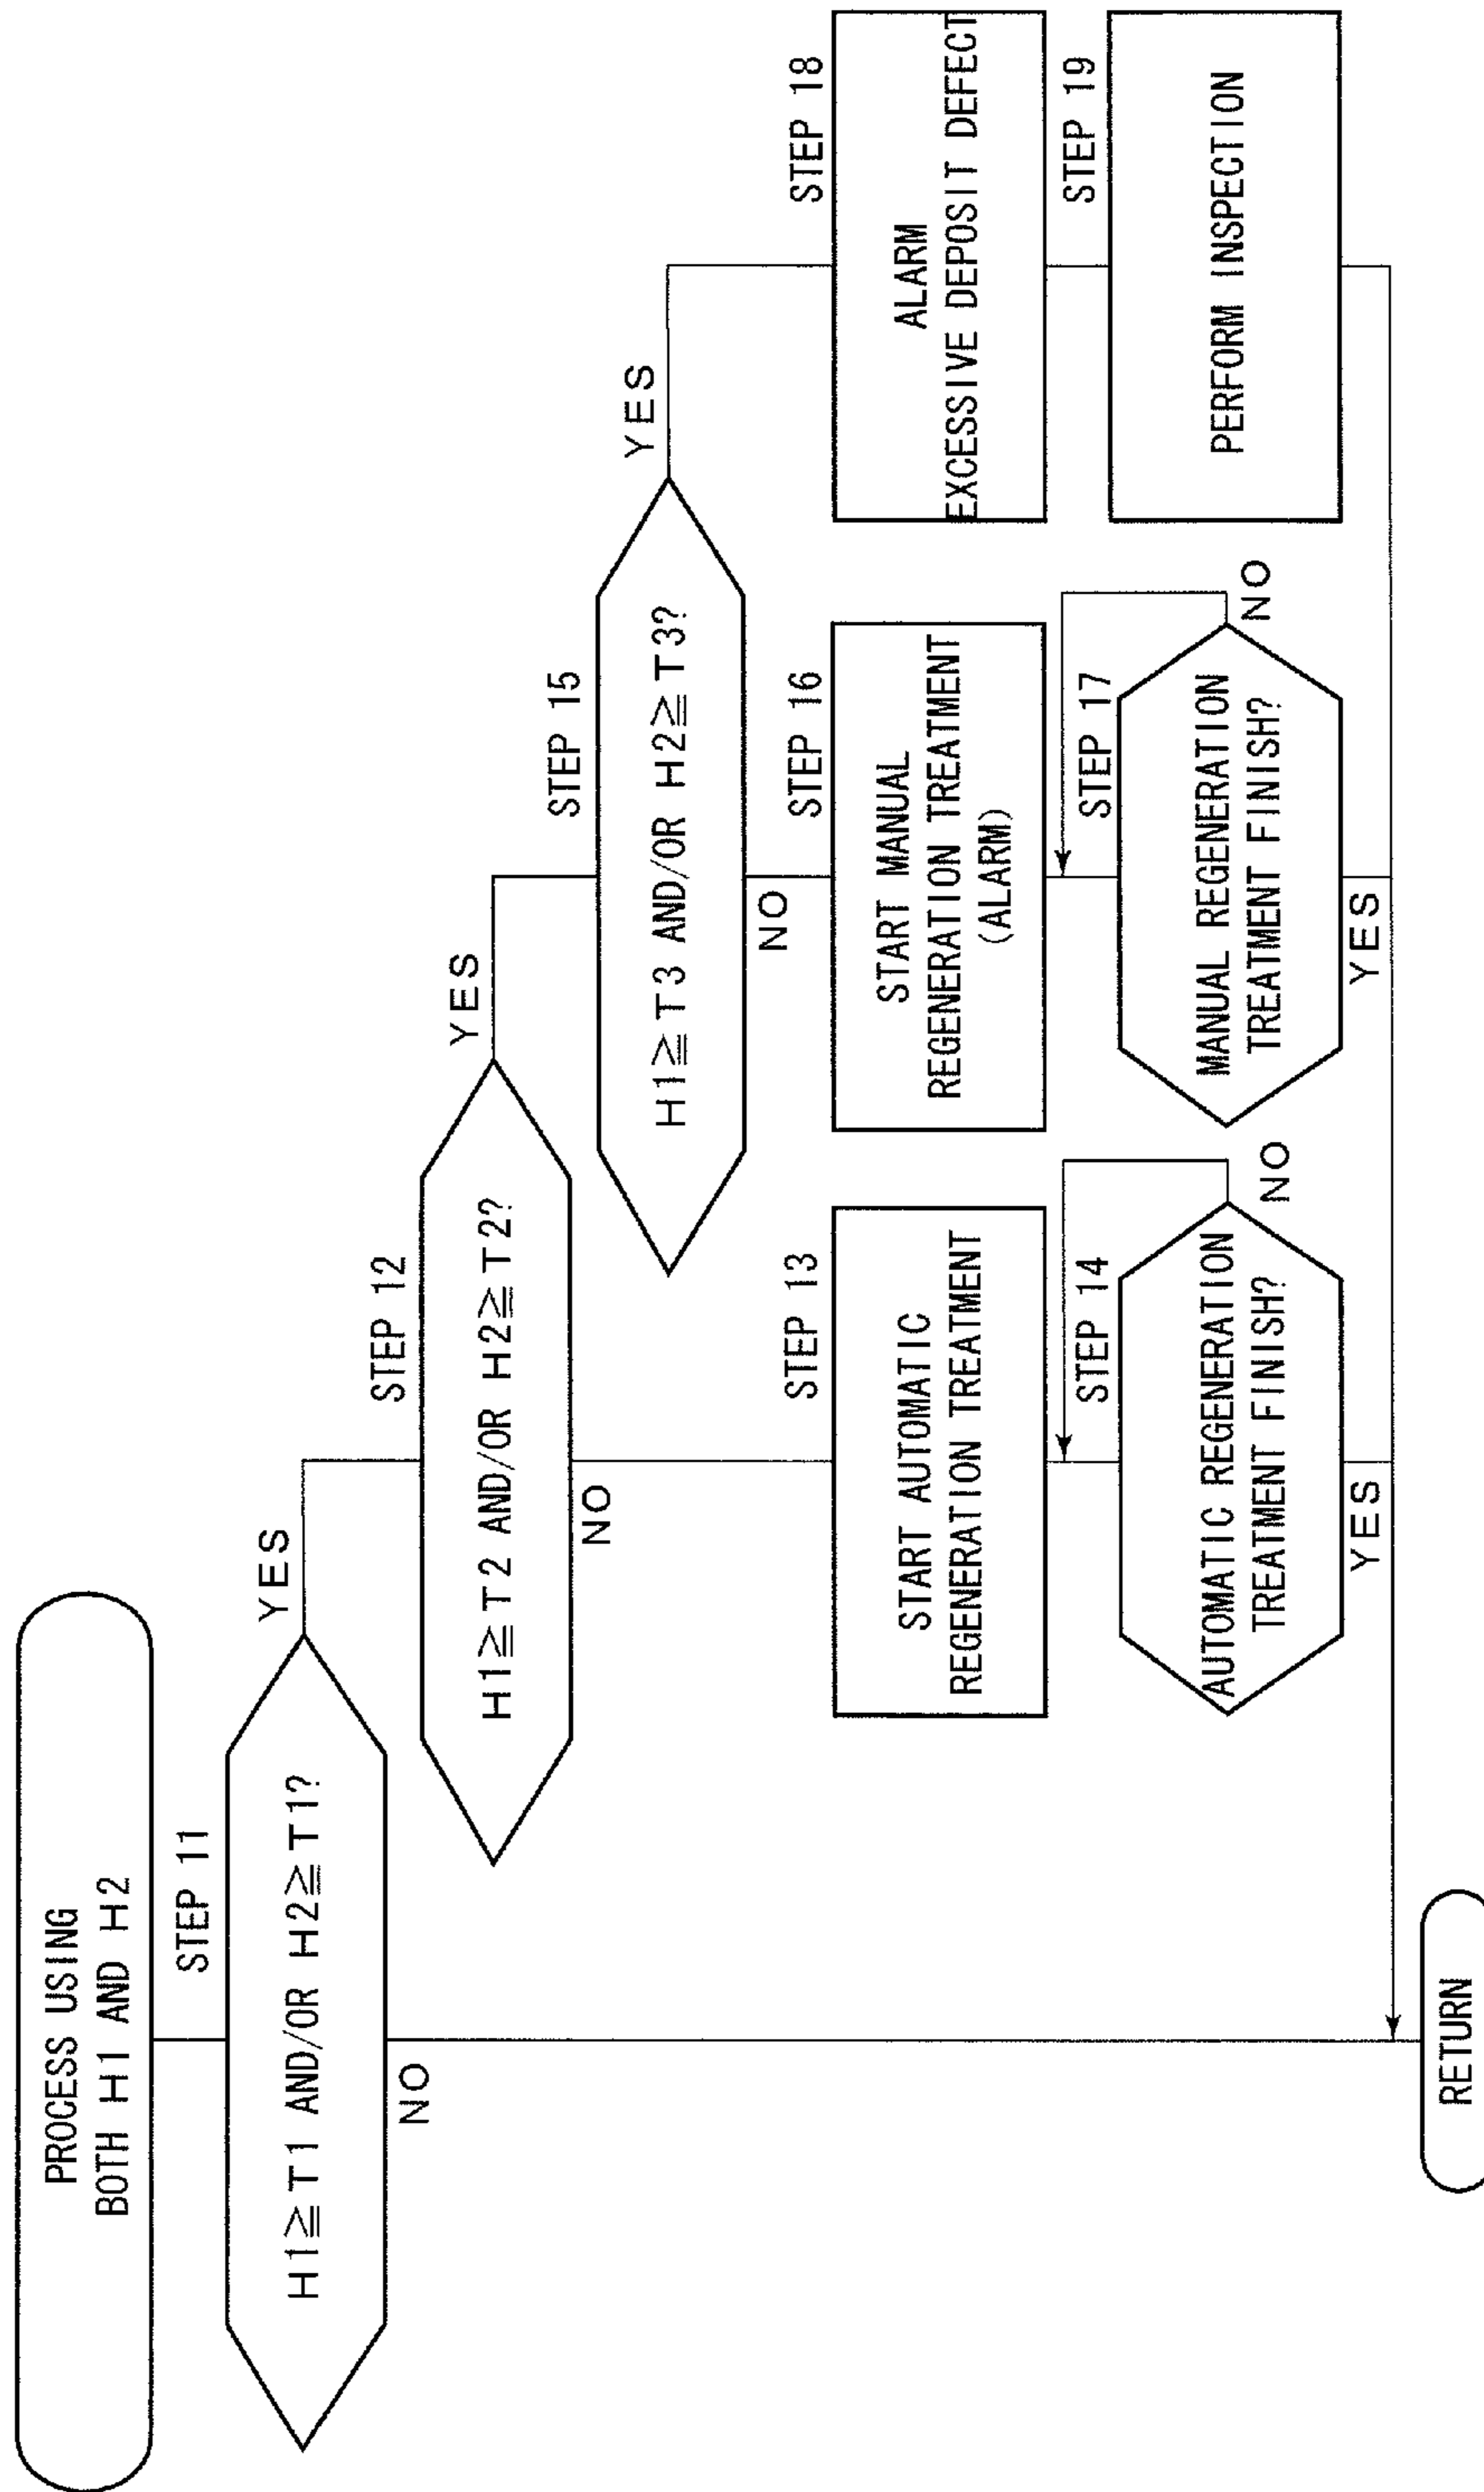 PROCESS USING
BOTH H1 AND H2
STEP 11
H1≧T1 AND/OR H2≧T1?
YES
NO
STEP 12
H1≧T2 AND/OR H2≧T2?
YES
NO
STEP 13
START AUTOMATIC
REGENERATION TREATMENT
STEP 14
AUTOMATIC REGENERATION
TREATMENT FINISH?
NO
YES
STEP 15
H1≧T3 AND/OR H2≧T3?
YES
NO
STEP 16
START MANUAL
REGENERATION TREATMENT
(ALARM)
STEP 17
MANUAL REGENERATION
TREATMENT FINISH?
NO
YES
STEP 18
ALARM
EXCESSIVE DEPOSIT DEFECT
STEP 19
PERFORM INSPECTION
RETURN